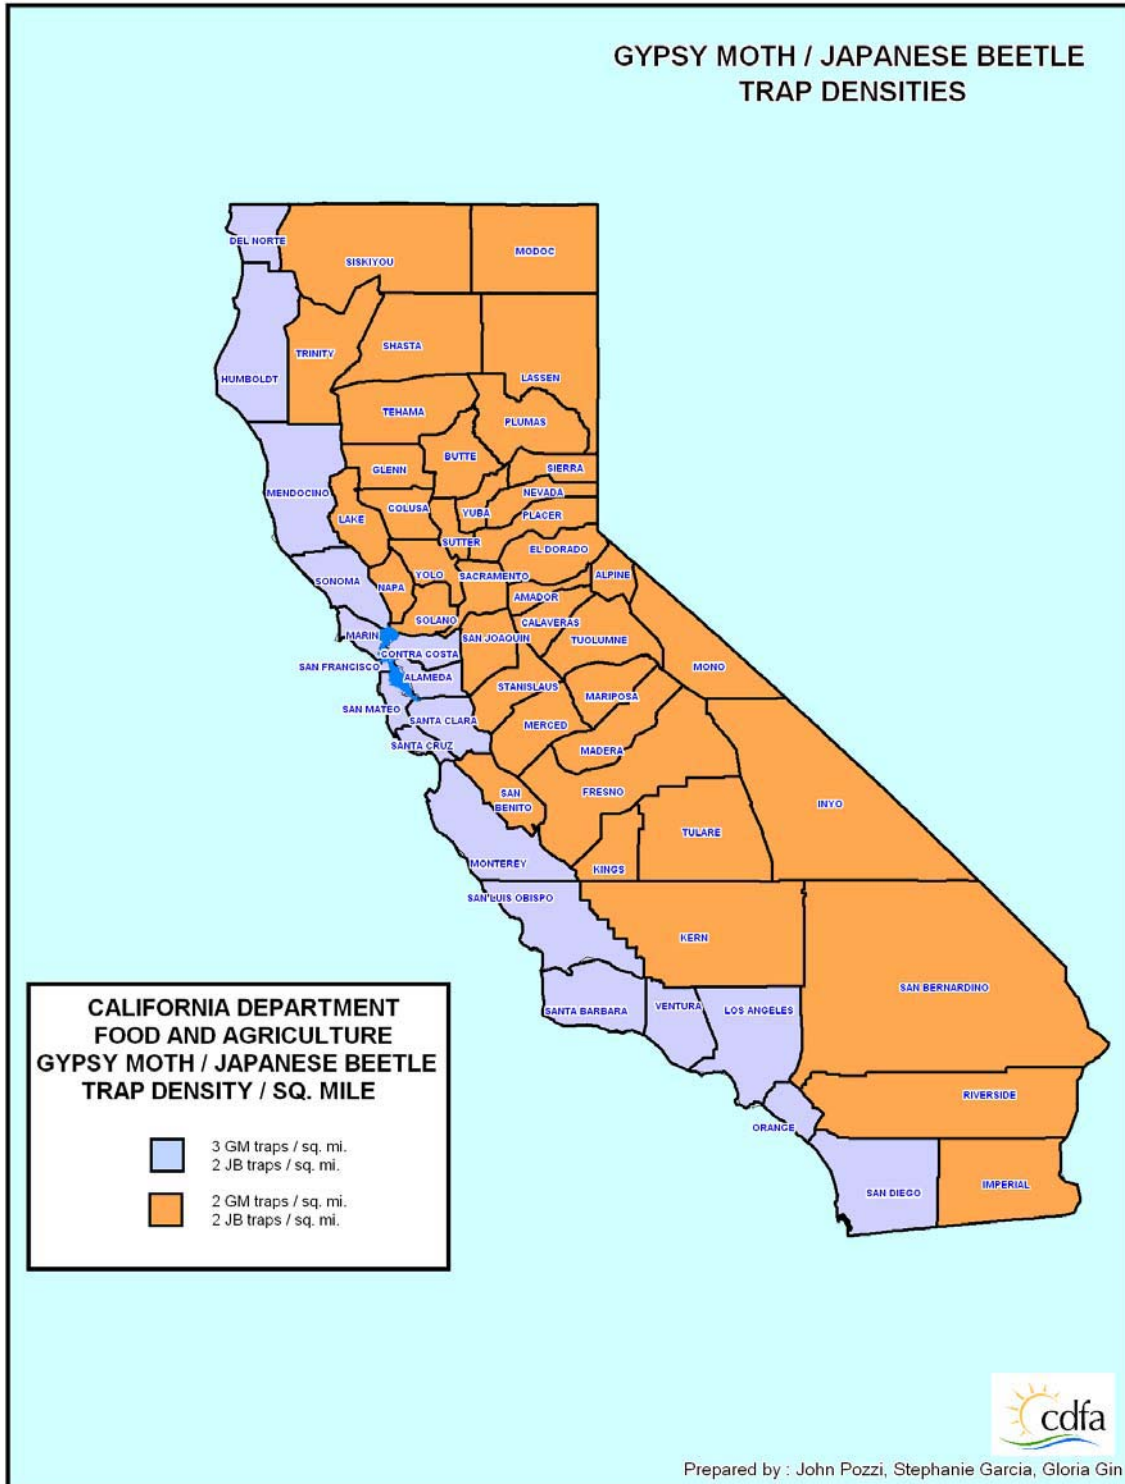 GYPSY MOTH / JAPANESE BEETLE
TRAP DENSITIES
DEL NORTE
SISKIYOU
MODOC
HUMBOLDT
TRINITY
SHASTA
LASSEN
TEHAMA
PLUMAS
MENDOCINO
GLENN
BUTTE
SIERRA
NEVADA
LAKE
COLUSA
YUBA
PLACER
SUTTER
EL DORADO
SONOMA
NAPA
YOLO
SACRAMENTO
ALPINE
AMADOR
SOLANO
CALAVERAS
MARIN
SAN JOAQUIN
TUOLUMNE
CONTRA COSTA
SAN FRANCISCO
ALAMEDA
MONO
STANISLAUS
MARIPOSA
SAN MATEO
SANTA CLARA
MERCED
SANTA CRUZ
MADERA
SAN
BENITO
FRESNO
INYO
TULARE
MONTEREY
KINGS
SAN LUIS OBISPO
KERN
SAN BERNARDINO
SANTA BARBARA
VENTURA
LOS ANGELES
RIVERSIDE
ORANGE
SAN DIEGO
IMPERIAL
CALIFORNIA DEPARTMENT
FOOD AND AGRICULTURE
GYPSY MOTH / JAPANESE BEETLE
TRAP DENSITY / SQ. MILE
3 GM traps / sq. mi.
2 JB traps / sq. mi.
2 GM traps / sq. mi.
2 JB traps / sq. mi.
cdfa
Prepared by : John Pozzi, Stephanie Garcia, Gloria Gin